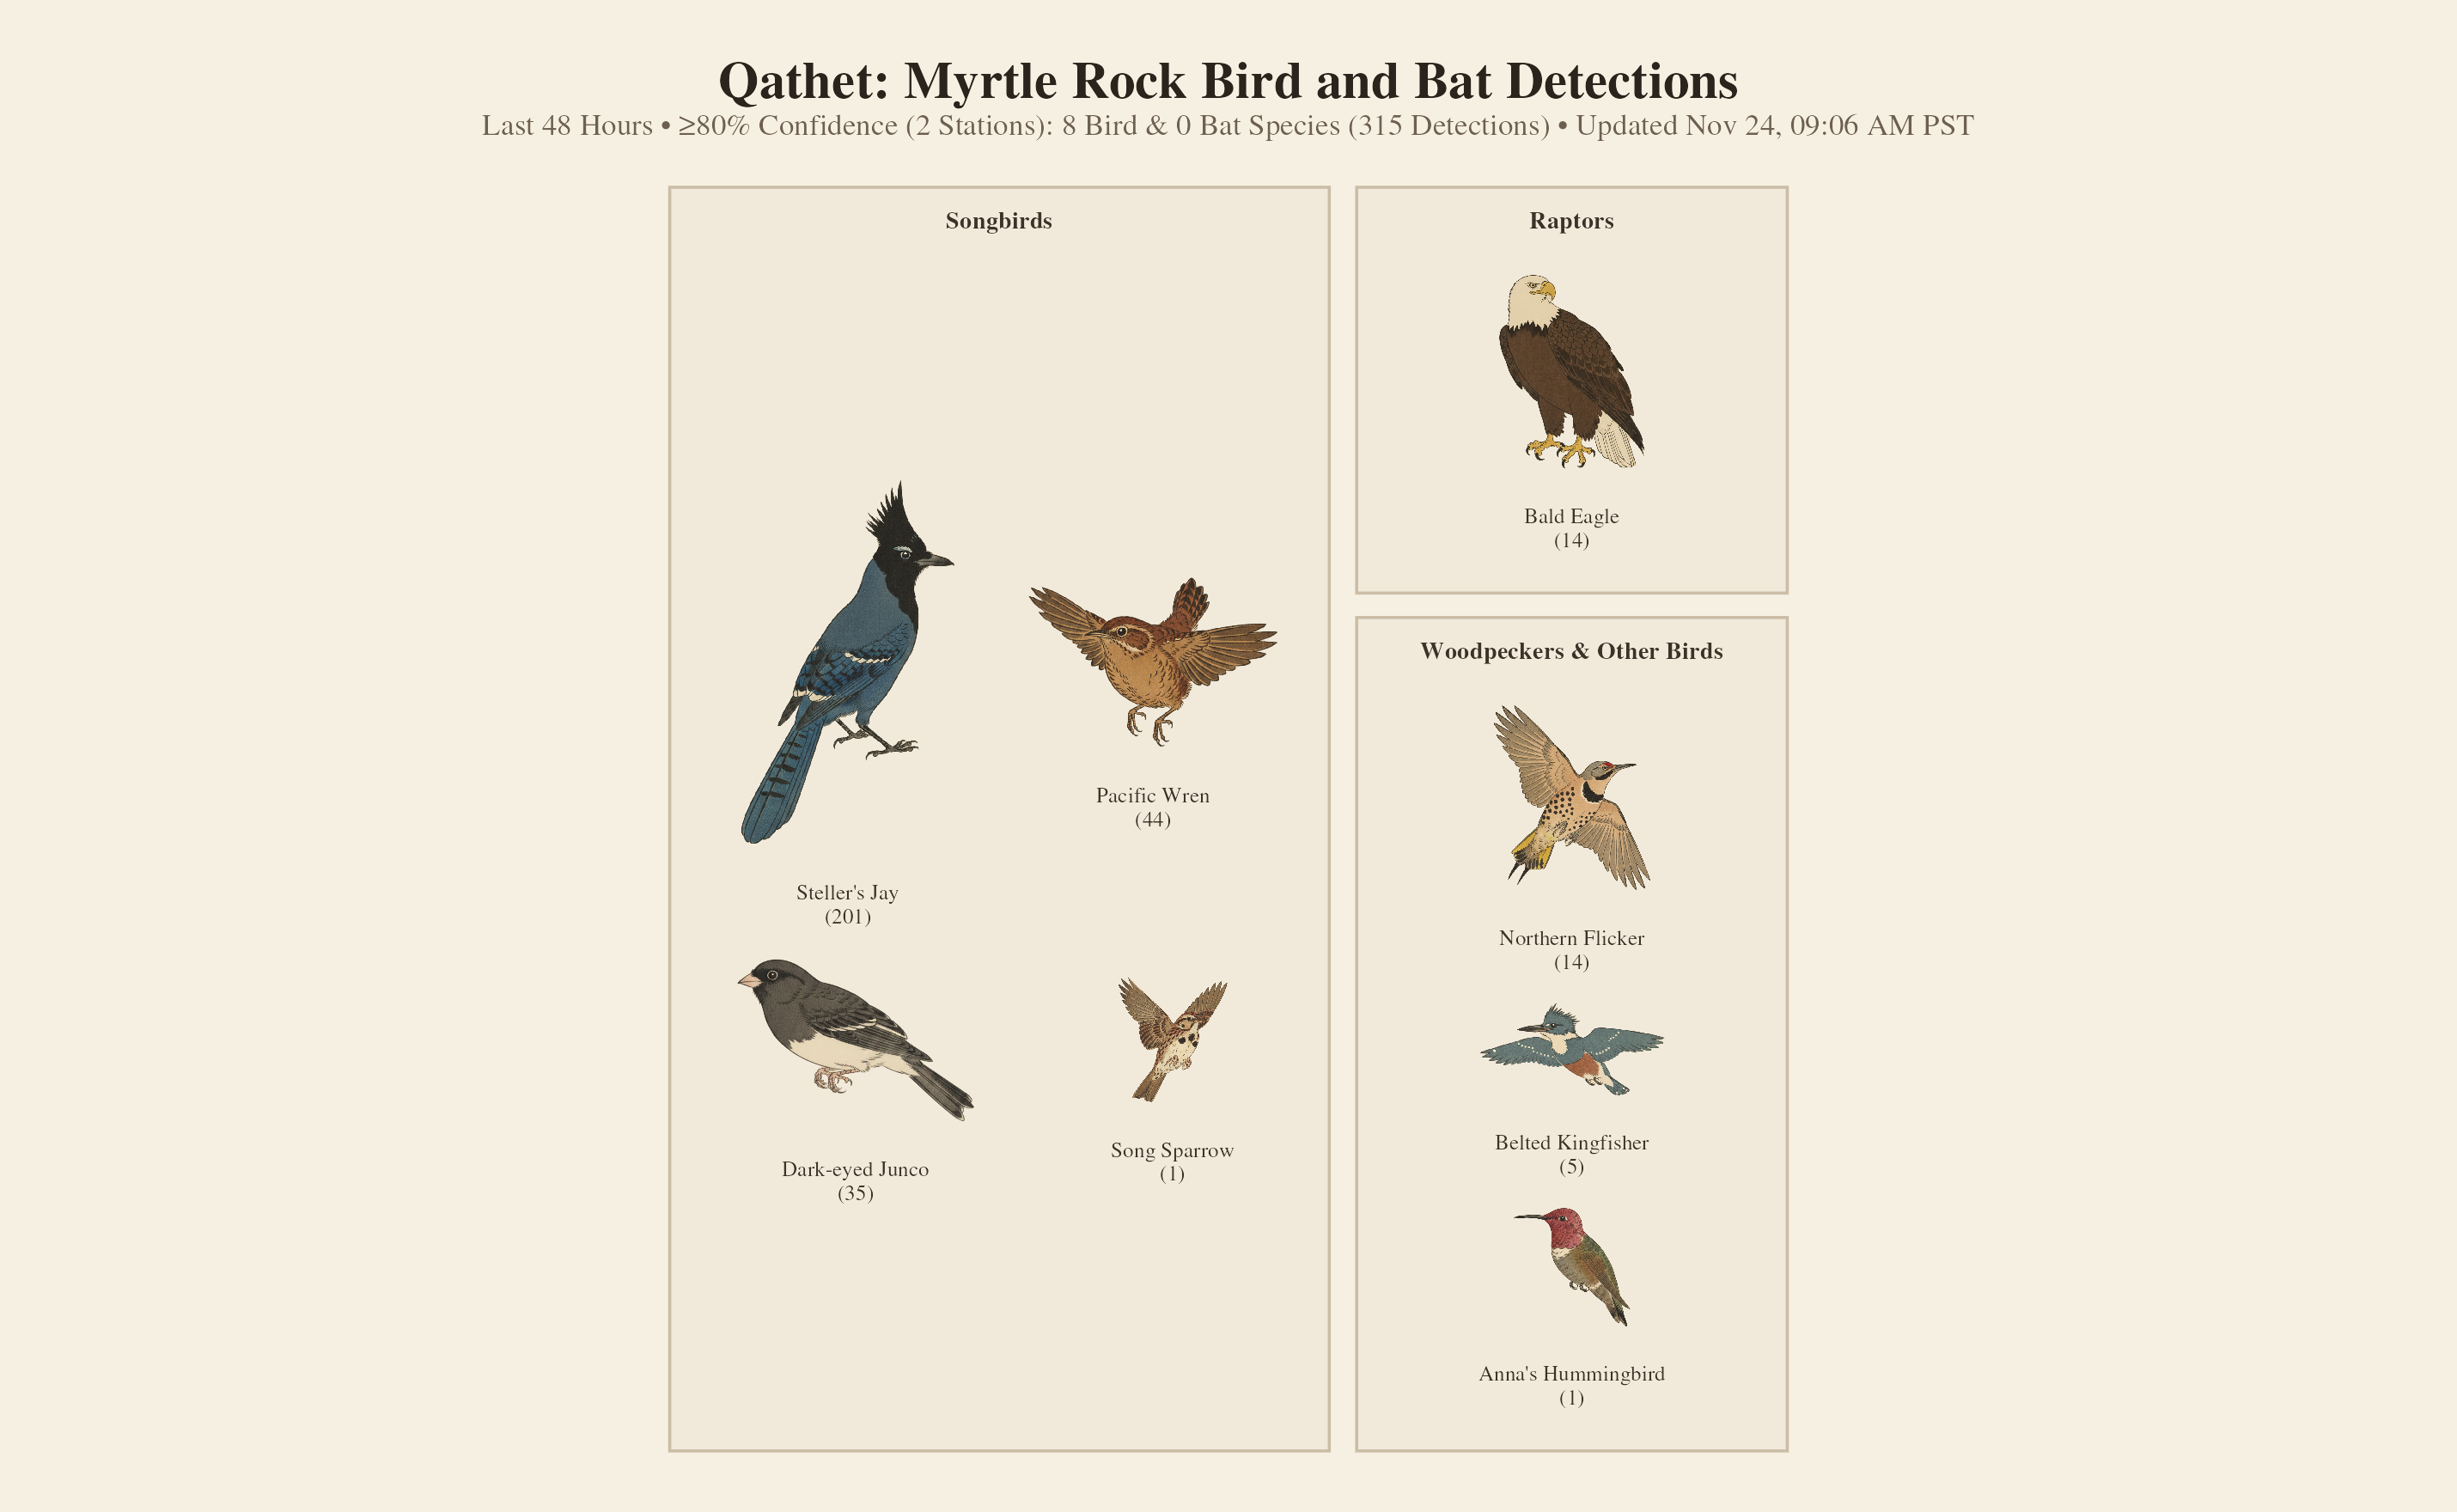 Qathet: Myrtle Rock Bird and Bat Detections
Last 48 Hours • ≥80% Confidence (2 Stations): 8 Bird & 0 Bat Species (315 Detections) • Updated Nov 24, 09:06 AM PST
Songbirds
Steller's Jay
(201)
Pacific Wren
(44)
Dark-eyed Junco
(35)
Song Sparrow
(1)
Raptors
Bald Eagle
(14)
Woodpeckers & Other Birds
Northern Flicker
(14)
Belted Kingfisher
(5)
Anna's Hummingbird
(1)